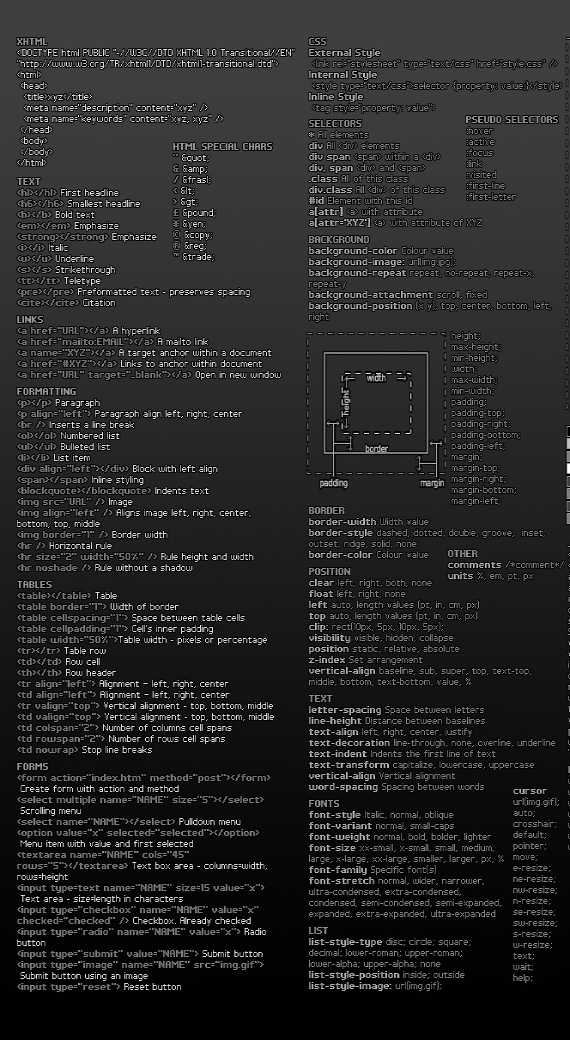 XHTML
<DOCTYPE html PUBLIC "-//W3C//DTD XHTML 1.0 Transitional//EN"
"http://www.w3.org/TR/xhtml1/DTD/xhtml1-transitional.dtd">
<html>
<head>
<title>xyz</title>
<meta name="description" content="xyz" />
<meta name="keywords" content="xyz, xyz" />
</head>
<body>
</body>
</html>
HTML SPECIAL CHARS
" &quot;
& &amp;
/ &frasl;
< &lt;
> &gt;
£ &pound;
¥ &yen;
© &copy;
® &reg;
™ &trade;
TEXT
<h1></h1> First headline
<h6></h6> Smallest headline
<b></b> Bold text
<em></em> Emphasize
<strong></strong> Emphasize
<i></i> Italic
<u></u> Underline
<s></s> Strikethrough
<tt></tt> Teletype
<pre></pre> Preformatted text - preserves spacing
<cite></cite> Citation
LINKS
<a href="URL"></a> A hyperlink
<a href="mailto:EMAIL"></a> A mailto link
<a name="XYZ"></a> A target anchor within a document
<a href="#XYZ"></a> Links to anchor within document
<a href="URL" target="_blank"></a> Open in new window
FORMATTING
<p></p> Paragraph
<p align="left"> Paragraph align left, right, center
<br /> Inserts a line break
<ol></ol> Numbered list
<ul></ul> Bulleted list
<li></li> List item
<div align="left"></div> Block with left align
<span></span> Inline styling
<blockquote></blockquote> Indents text
<img src="URL" /> Image
<img align="left" /> Aligns image left, right,
bottom, top, middle
<img border="1" /> Border width
<hr /> Horizontal rule
<hr size="2" width="50%" /> Rule height and width
<hr noshade /> Rule without a shadow
TABLES
<table></table> Table
<table border="1"> Width of border
<table cellspacing="1"> Space between table cells
<table cellpadding="1"> Cell's inner padding
<table width="50%">Table width - pixels or percentage
<tr></tr> Table row
<td></td> Row cell
<th></th> Row header
<tr align="left"> Alignment - left, right, center
<td align="left"> Alignment - left, right, center
<tr valign="top"> Vertical alignment - top, bottom, middle
<td valign="top"> Vertical alignment - top, bottom, middle
<td colspan="2"> Number of columns cell spans
<td rowspan="2"> Number of rows cell spans
<td nowrap> Stop line breaks
FORMS
<form action="index.htm" method="post"></form>
Create form with action and method
<select multiple name="NAME" size="5"></select>
Scrolling menu
<select name="NAME"></select> Pulldown menu
<option value="x" selected="selected"></option>
Menu item with value and first selected
<textarea name="NAME" cols="45"
rows="5"></textarea> Text box area - columns=width,
rows=height
<input type=text name="NAME" size=15 value="x">
Text area - size=length in characters
<input type="checkbox" name="NAME" value="x"
checked="checked" /> Checkbox. Already checked
<input type="radio" name="NAME" value="x"> Radio
button
<input type="submit" value="NAME"> Submit button
<input type="image" name="NAME" src="img.gif">
Submit button using an image
<input type="reset"> Reset button
CSS
External Style
<link re="stylesheet" type="text/css" href="style.css" />
Internal Style
<style type="text/css">selector {property: value;}</style>
Inline Style
<tag style="property: value">
SELECTORS
* All elements
div All <div> elements
div span <span> within a <div>
div, span <div> and <span>
.class All of this class
div.class All <div> of this class
#id Element with this id
a[attr] <a> with attribute
a[attr="XYZ"] <a> with attribute of XYZ
PSEUDO SELECTORS
:hover
:active
:focus
:link
:visited
:first-line
:first-letter
BACKGROUND
background-color Colour value
background-image: url(img.jpg);
background-repeat repeat, no-repeat, repeat-x,
repeat-y
background-attachment scroll, fixed
background-position (x y), top, center, bottom, left,
right
width
height
border
padding
margin
height;
max-height;
min-height;
width;
max-width;
min-width;
padding;
padding-top;
padding-right;
padding-bottom;
padding-left;
margin;
margin-top;
margin-right;
margin-bottom;
margin-left;
BORDER
border-width Width value
border-style dashed, dotted, double, groove, inset,
outset, ridge, solid, none
border-color Colour value
OTHER
comments /*comment*/
units %, em, pt, px
POSITION
clear left, right, both, none
float left, right, none
left auto, length values (pt, in, cm, px)
top auto, length values (pt, in, cm, px)
clip: rect(10px, 5px, 10px, 5px);
visibility visible, hidden, collapse
position static, relative, absolute
z-index Set arrangement
vertical-align baseline, sub, super, top, text-top,
middle, bottom, text-bottom, value, %
TEXT
letter-spacing Space between letters
line-height Distance between baselines
text-align left, right, center, justify
text-decoration line-through, none, overline, underline
text-indent Indents the first line of text
text-transform capitalize, lowercase, uppercase
vertical-align Vertical alignment
word-spacing Spacing between words
FONTS
font-style Italic, normal, oblique
font-variant normal, small-caps
font-weight normal, bold, bolder, lighter
font-size xx-small, x-small, small, medium,
large, x-large, xx-large, smaller, larger, px, %
font-family Specific font(s)
font-stretch normal, wider, narrower,
ultra-condensed, extra-condensed,
condensed, semi-condensed, semi-expanded,
expanded, extra-expanded, ultra-expanded
LIST
list-style-type disc; circle; square;
decimal; lower-roman; upper-roman;
lower-alpha; upper-alpha; none
list-style-position inside; outside
list-style-image: url(img.gif);
cursor
url(img.gif);
auto;
crosshair;
default;
pointer;
move;
e-resize;
ne-resize;
nw-resize;
n-resize;
se-resize;
sw-resize;
s-resize;
w-resize;
text;
wait;
help;